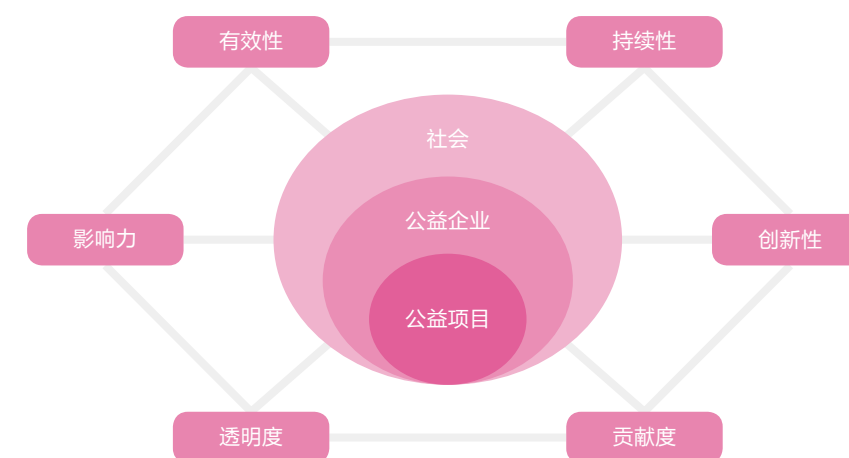 有效性
持续性
社会
公益企业
影响力
创新性
公益项目
透明度
贡献度